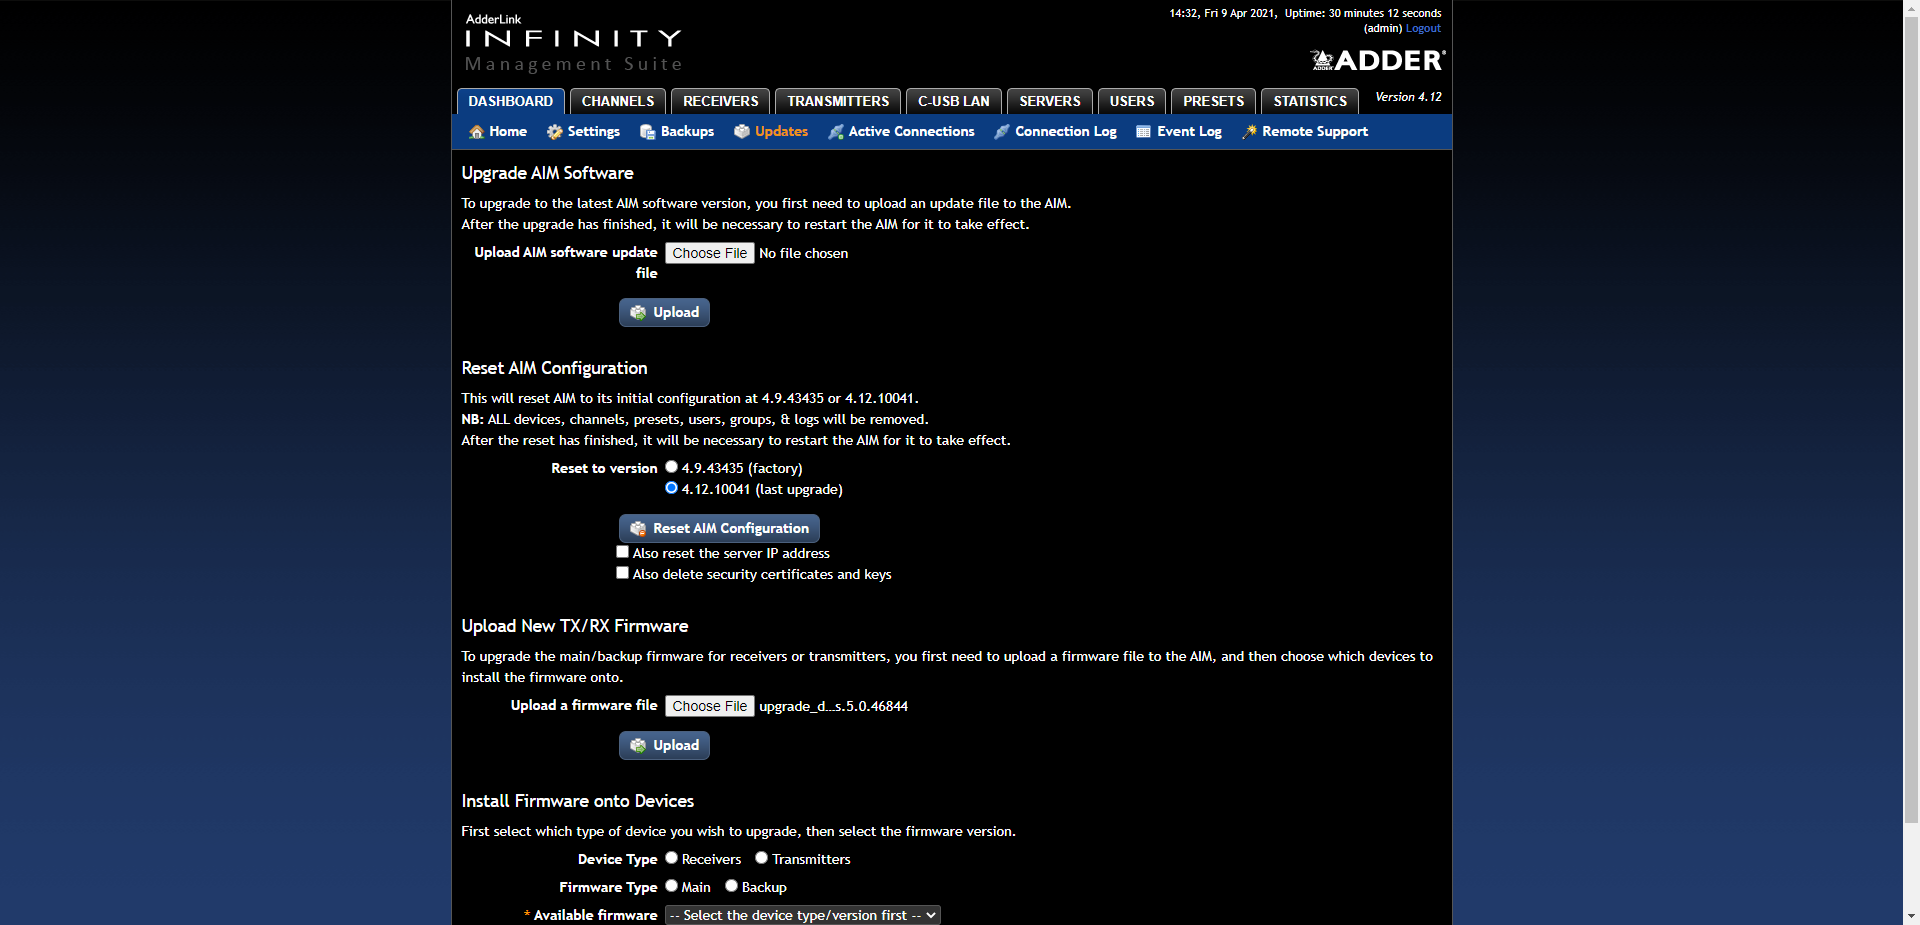 AdderLink
INFINITY
Management Suite
14:32, Fri 9 Apr 2021, Uptime: 30 minutes 12 seconds
(admin) Logout
ADDER
ADDER®
DASHBOARD CHANNELS RECEIVERS TRANSMITTERS C-USB LAN SERVERS USERS PRESETS STATISTICS Version 4.12
Home Settings Backups Updates Active Connections Connection Log Event Log Remote Support
Upgrade AIM Software
To upgrade to the latest AIM software version, you first need to upload an update file to the AIM.
After the upgrade has finished, it will be necessary to restart the AIM for it to take effect.
Upload AIM software update Choose File No file chosen
file
Upload
Reset AIM Configuration
This will reset AIM to its initial configuration at 4.9.43435 or 4.12.10041.
NB: ALL devices, channels, presets, users, groups, & logs will be removed.
After the reset has finished, it will be necessary to restart the AIM for it to take effect.
Reset to version 4.9.43435 (factory)
4.12.10041 (last upgrade)
Reset AIM Configuration
Also reset the server IP address
Also delete security certificates and keys
Upload New TX/RX Firmware
To upgrade the main/backup firmware for receivers or transmitters, you first need to upload a firmware file to the AIM, and then choose which devices to
install the firmware onto.
Upload a firmware file Choose File upgrade_d...s.5.0.46844
Upload
Install Firmware onto Devices
First select which type of device you wish to upgrade, then select the firmware version.
Device Type Receivers Transmitters
Firmware Type Main Backup
* Available firmware -- Select the device type/version first --